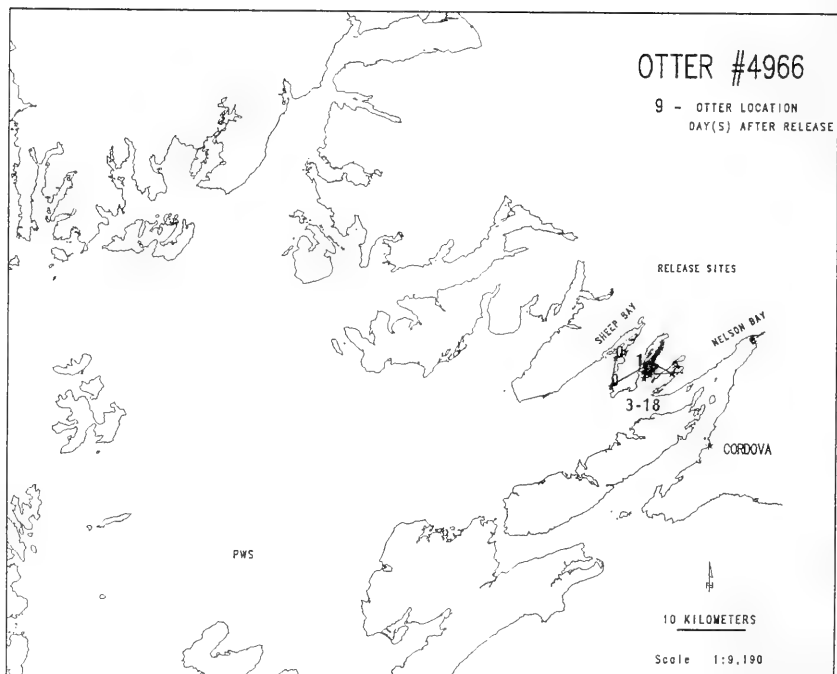 OTTER #4966
9 - OTTER LOCATION
DAY(S) AFTER RELEASE
RELEASE SITES
SHEEP BAY
NELSON BAY
3-18
CORDOVA
PWS
10 KILOMETERS
Scale 1:9,190